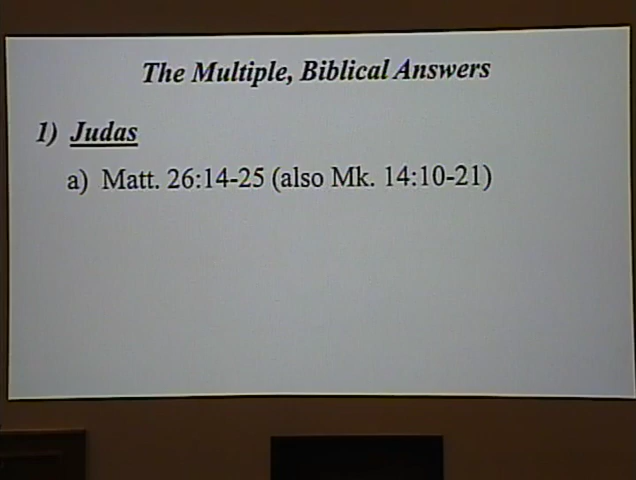 The Multiple, Biblical Answers
1) Judas
a) Matt. 26:14-25 (also Mk. 14:10-21)